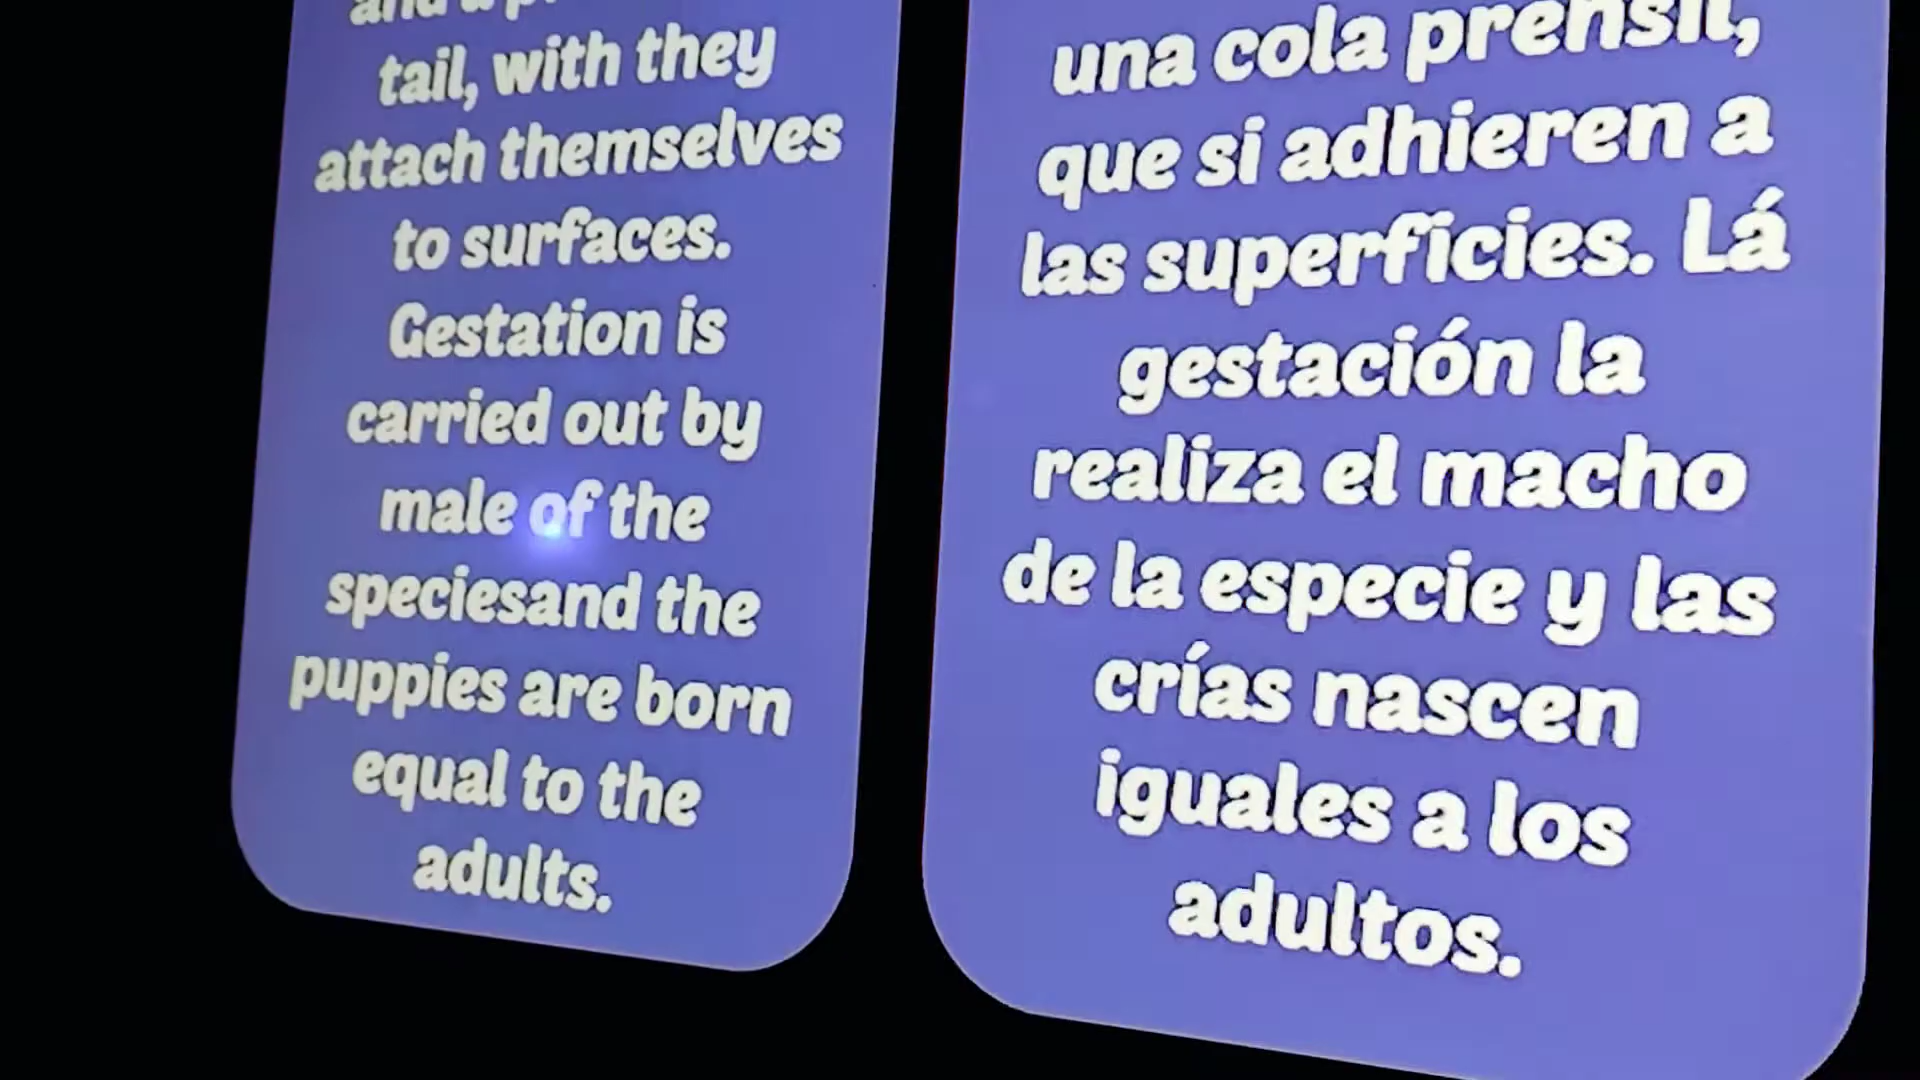 and a
tail, with they
attach themselves
to surfaces.
Gestation is
carried out by
male of the
speciesand the
puppies are born
equal to the
adults.
una cola prensil,
que si adhieren a
las superficies. Lá
gestación la
realiza el macho
de la especie y las
crías nascen
iguales a los
adultos.